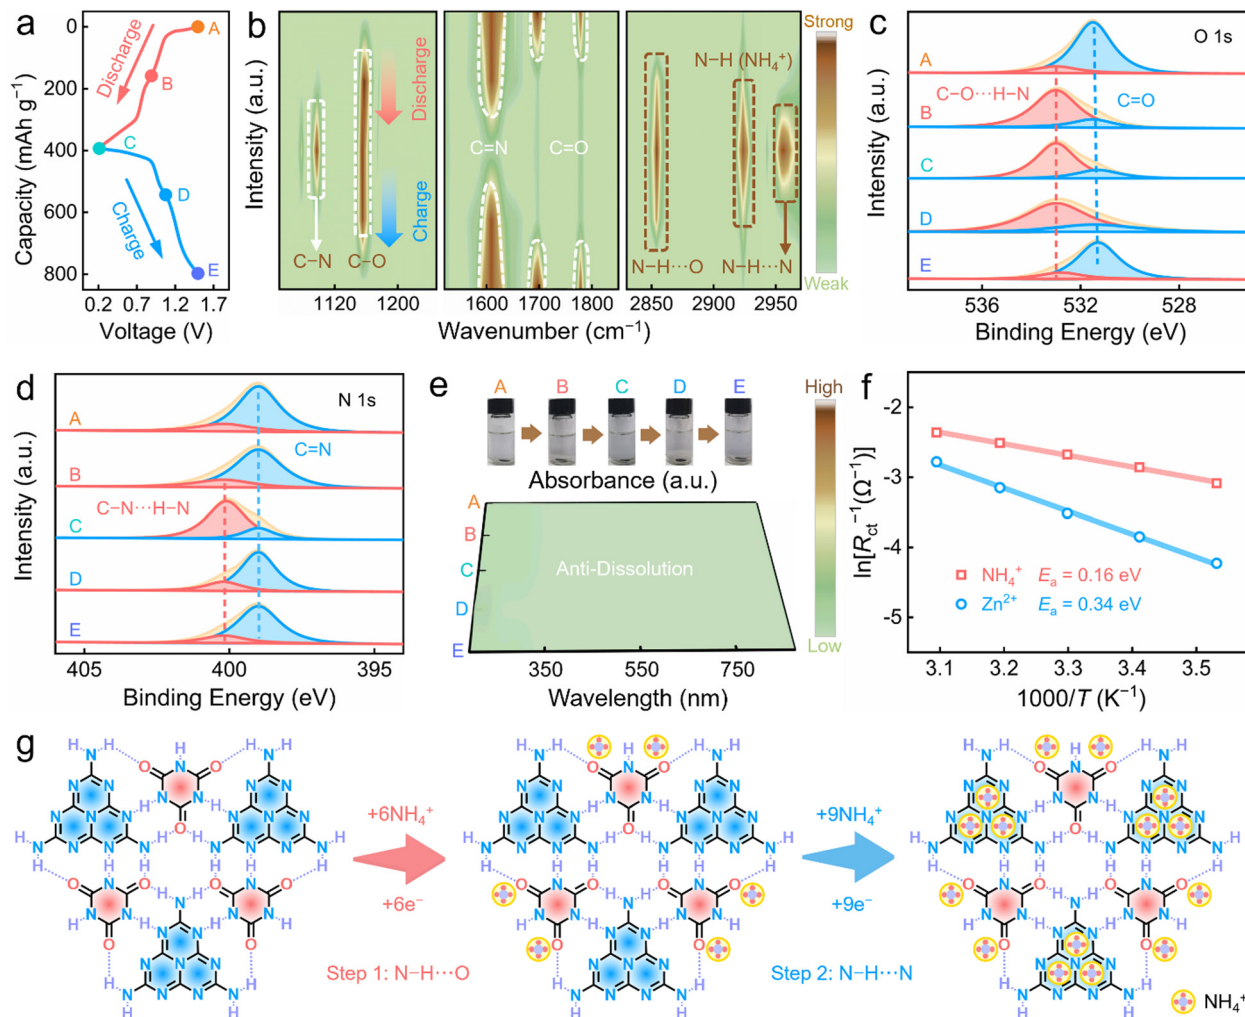 a
0
200
400
600
800
Capacity (mAh g⁻¹)
0.2 0.7 1.2 1.7
Voltage (V)
Discharge
Charge
A
B
C
D
E
b
Intensity (a.u.)
Discharge
Charge
C−N C−O
C=N
C=O
N−H (NH₄⁺)
N−H⋯O N−H⋯N
1120 1200
1600 1700 1800
2850 2900 2950
Wavenumber (cm⁻¹)
Strong
Weak
c
O 1s
Intensity (a.u.)
A
C−O⋯H−N
C=O
B
C
D
E
536 532 528
Binding Energy (eV)
d
N 1s
Intensity (a.u.)
A
C=N
B
C−N⋯H−N
C
D
E
405 400 395
Binding Energy (eV)
e
A B C D E
Absorbance (a.u.)
A
B
C
D
E
Anti-Dissolution
350 550 750
Wavelength (nm)
High
Low
f
ln[Rct⁻¹(Ω⁻¹)]
-2
-3
-4
-5
NH₄⁺ Eₐ = 0.16 eV
Zn²⁺ Eₐ = 0.34 eV
3.1 3.2 3.3 3.4 3.5
1000/T (K⁻¹)
g
+6NH₄⁺
+6e⁻
Step 1: N−H⋯O
+9NH₄⁺
+9e⁻
Step 2: N−H⋯N
NH₄⁺